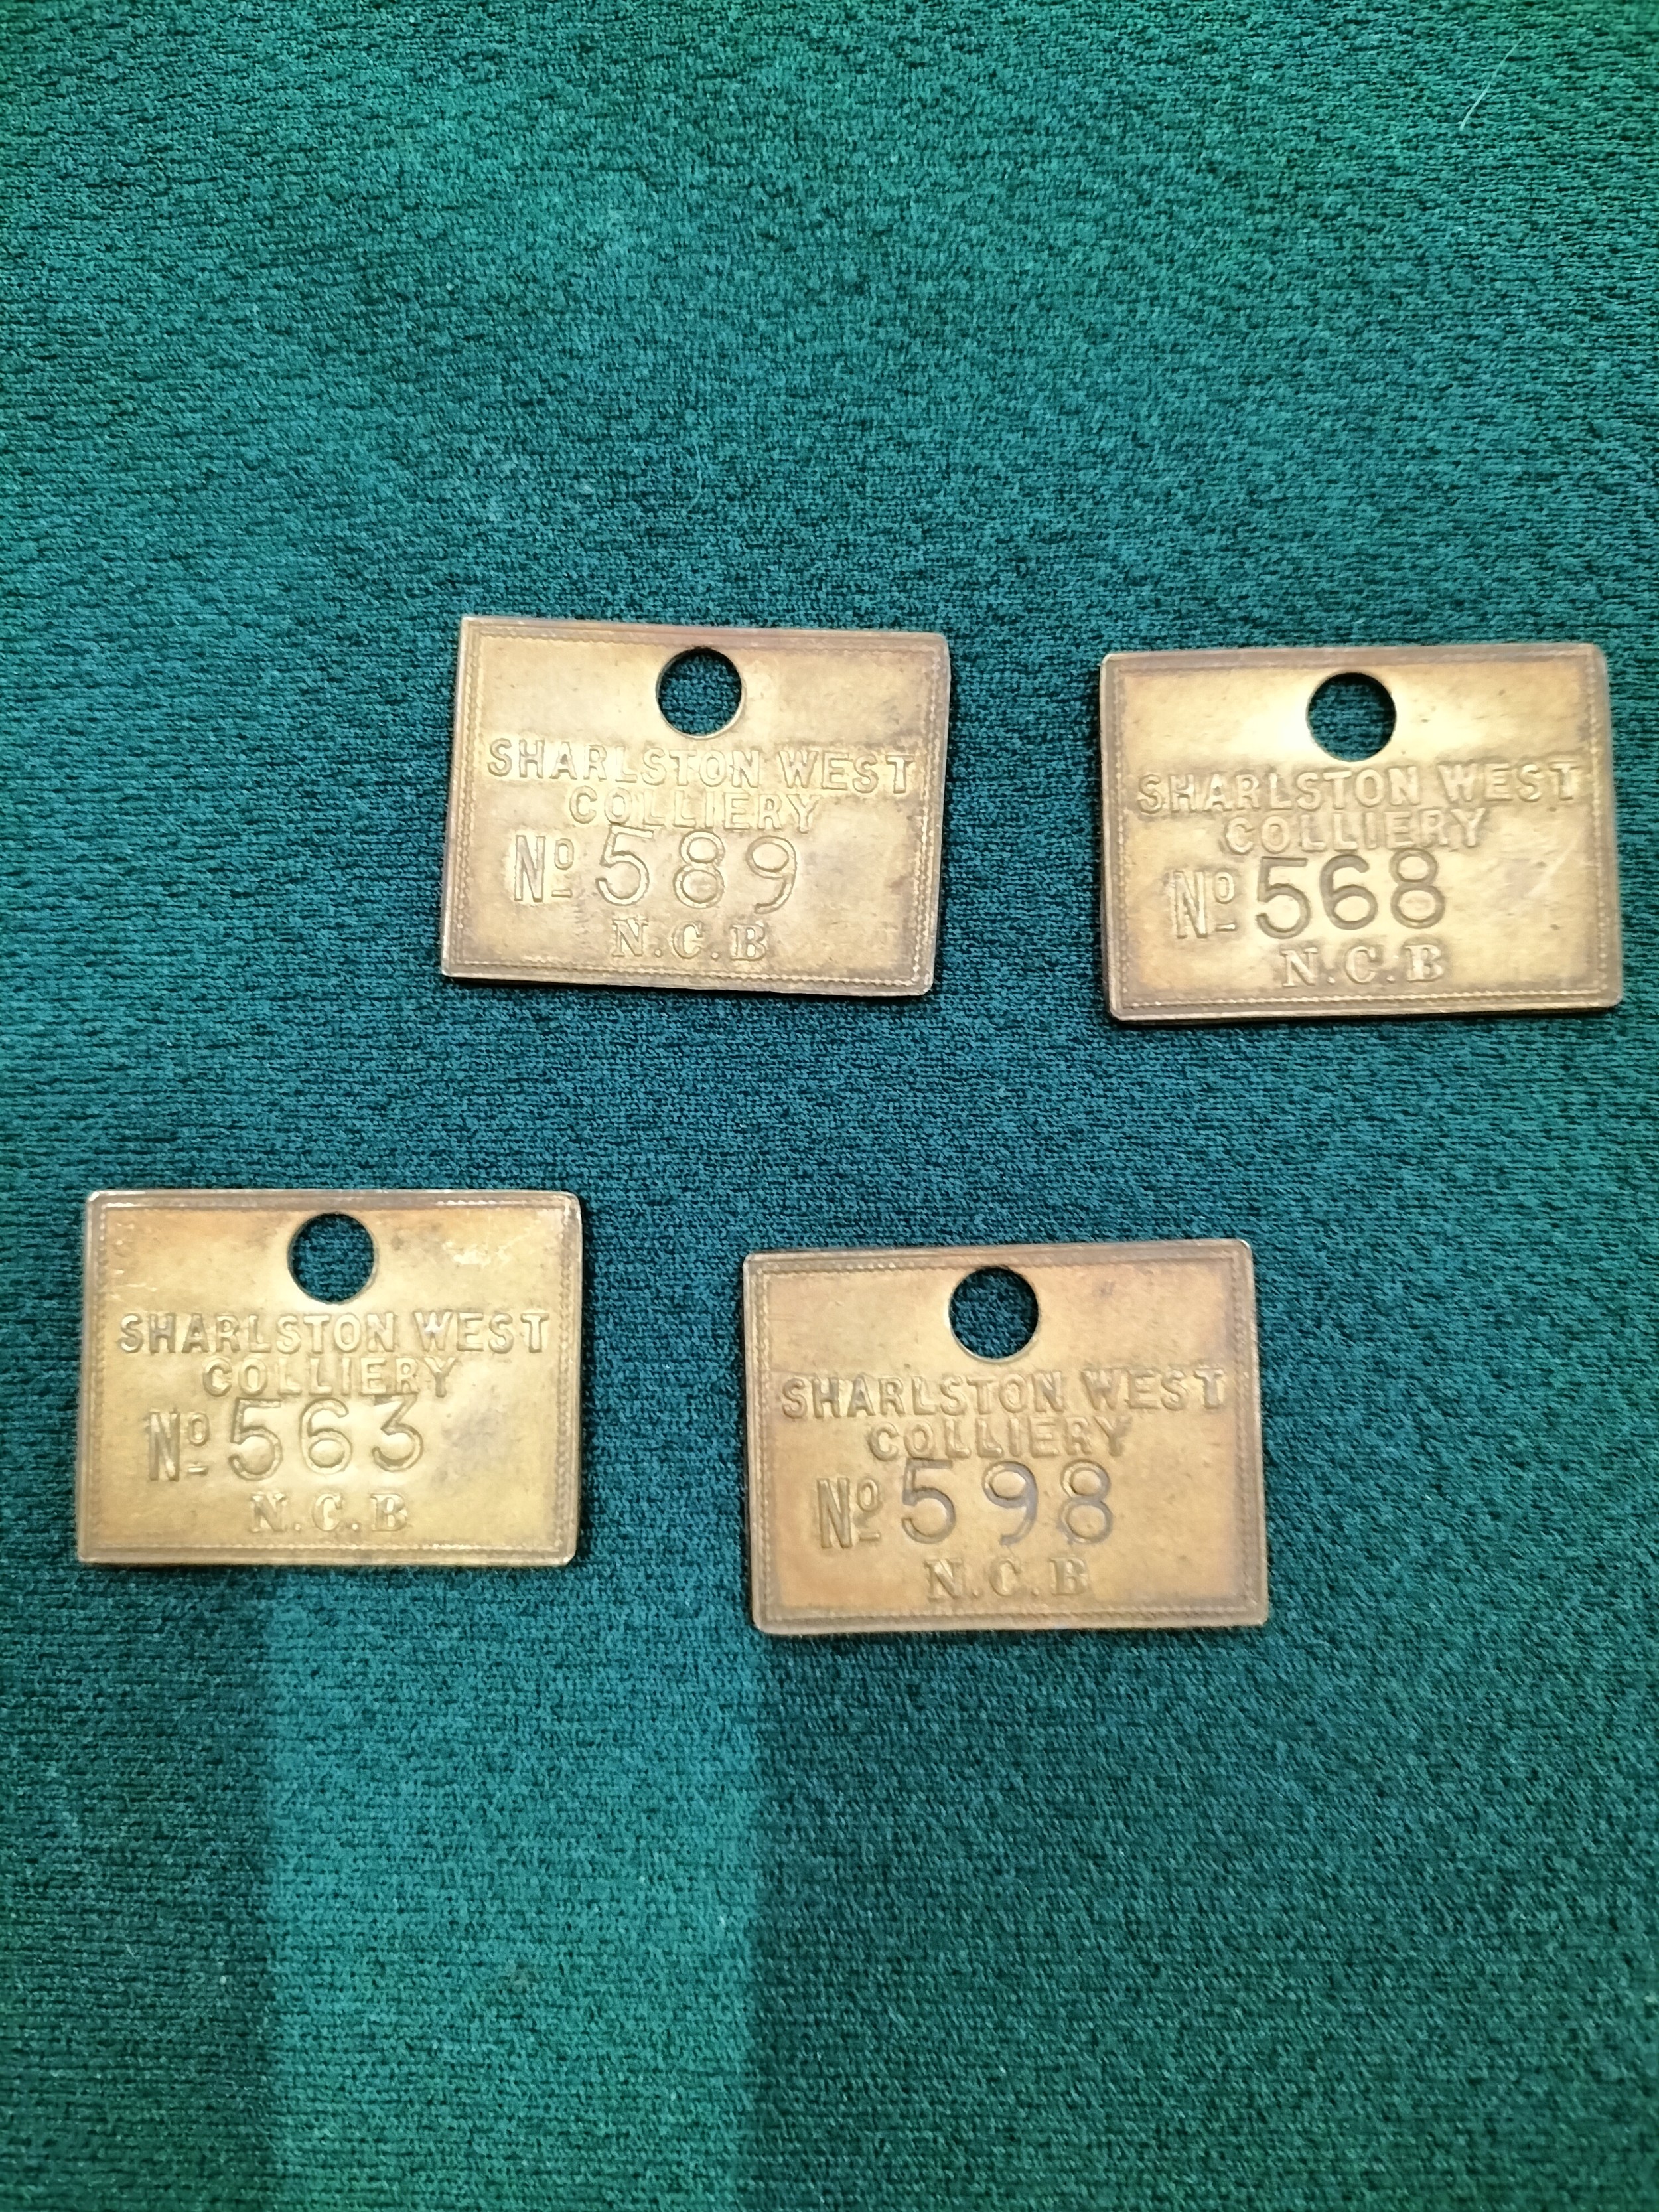 SHARLSTON WEST
COLLIERY
No 589
N.C.B
SHARLSTON WEST
COLLIERY
No 568
N.C.B
SHARLSTON WEST
COLLIERY
No 563
N.C.B
SHARLSTON WEST
COLLIERY
No 598
N.C.B